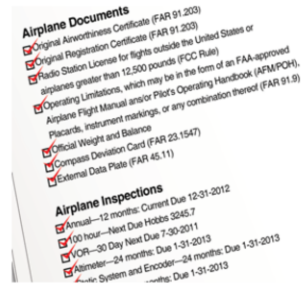 Airplane Documents
Original Airworthiness Certificate (FAR 91.203)
Original Registration Certificate (FAR 91.203)
Radio Station License for flights outside the United States or
airplanes greater than 12,500 pounds (FCC Rule)
Operating Limitations, which may be in the form of an FAA-approved
Airplane Flight Manual and/or Pilot's Operating Handbook (AFM/POH),
Placards, instrument markings, or any combination thereof (FAR 91.9)
Official Weight and Balance
Compass Deviation Card (FAR 23.1547)
External Data Plate (FAR 45.11)
Airplane Inspections
Annual—12 months: Current Due 12-31-2012
100 hour—Next Due Hobbs 3245.7
VOR—30 Day Next Due 7-30-2011
Altimeter—24 months: Due 1-31-2013
System and Encoder—24 months: Due 1-31-2013
months: Due 1-31-2013